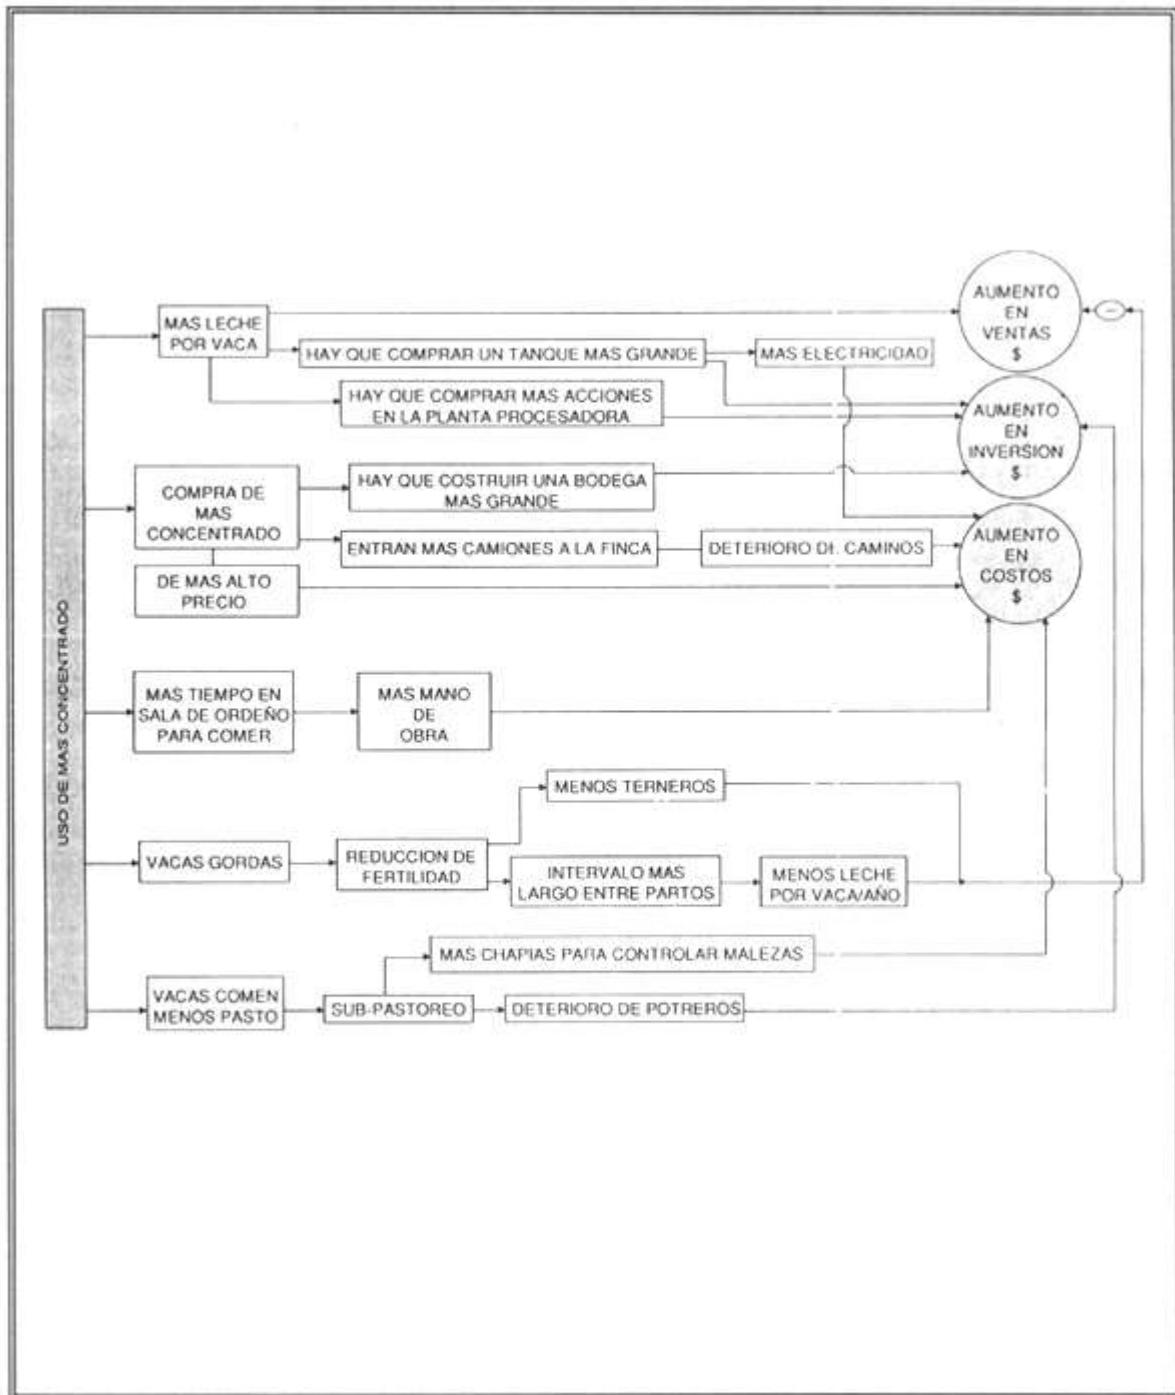 AUMENTO
EN
VENTAS
$
MAS LECHE
POR VACA
HAY QUE COMPRAR UN TANQUE MAS GRANDE
MAS ELECTRICIDAD
HAY QUE COMPRAR MAS ACCIONES
EN LA PLANTA PROCESADORA
AUMENTO
EN
INVERSION
$
COMPRA DE
MAS
CONCENTRADO
HAY QUE COSTRUIR UNA BODEGA
MAS GRANDE
ENTRAN MAS CAMIONES A LA FINCA
DETERIORO DE CAMINOS
AUMENTO
EN
COSTOS
$
DE MAS ALTO
PRECIO
USO DE MAS CONCENTRADO
MAS TIEMPO EN
SALA DE ORDEÑO
PARA COMER
MAS MANO
DE
OBRA
MENOS TERNEROS
VACAS GORDAS
REDUCCION DE
FERTILIDAD
INTERVALO MAS
LARGO ENTRE PARTOS
MENOS LECHE
POR VACA/AÑO
MAS CHAPIAS PARA CONTROLAR MALEZAS
VACAS COMEN
MENOS PASTO
SUB-PASTOREO
DETERIORO DE POTREROS